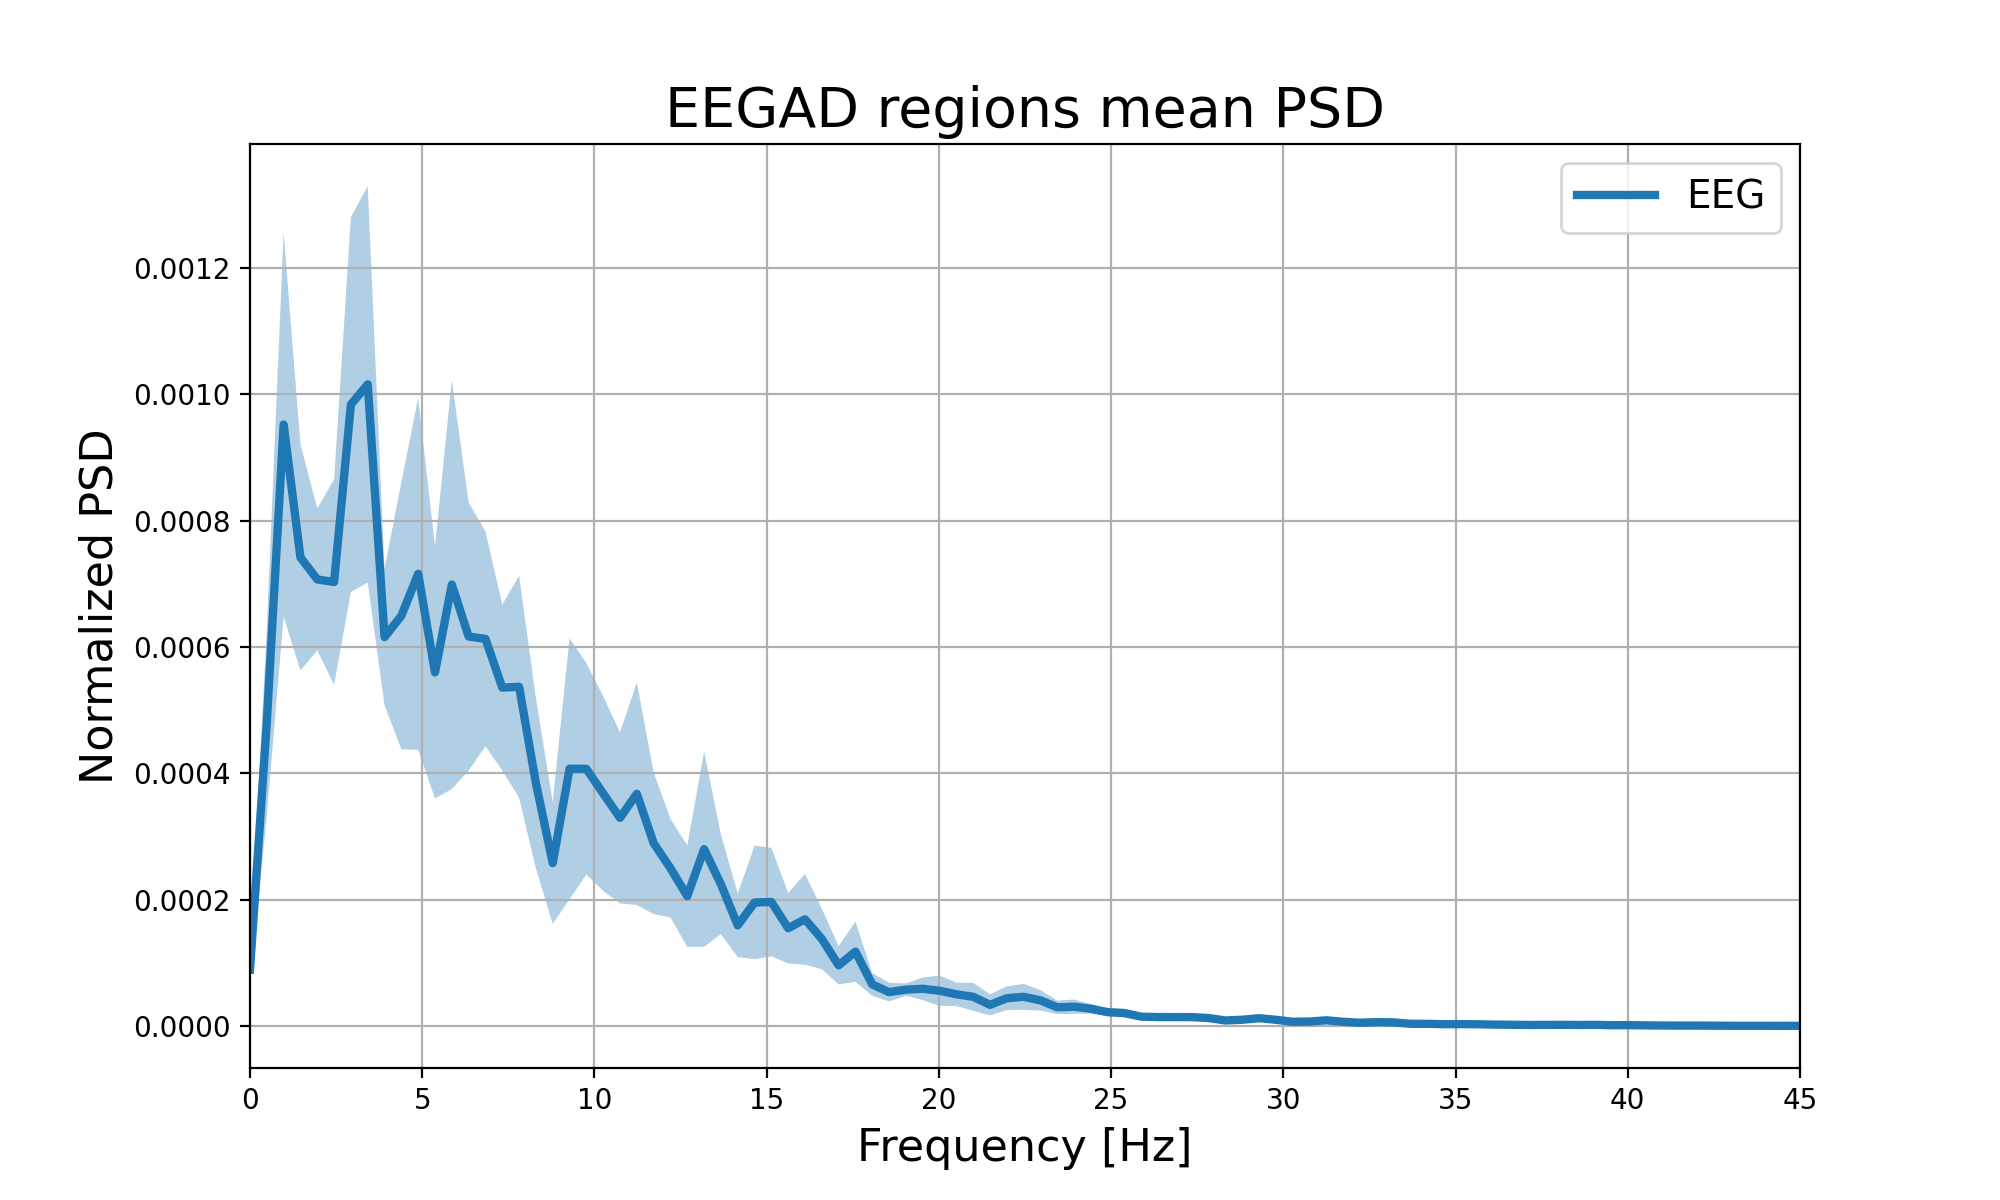 EEGAD regions mean PSD
EEG
Normalized PSD
0.0012
0.0010
0.0008
0.0006
0.0004
0.0002
0.0000
0 5 10 15 20 25 30 35 40 45
Frequency [Hz]